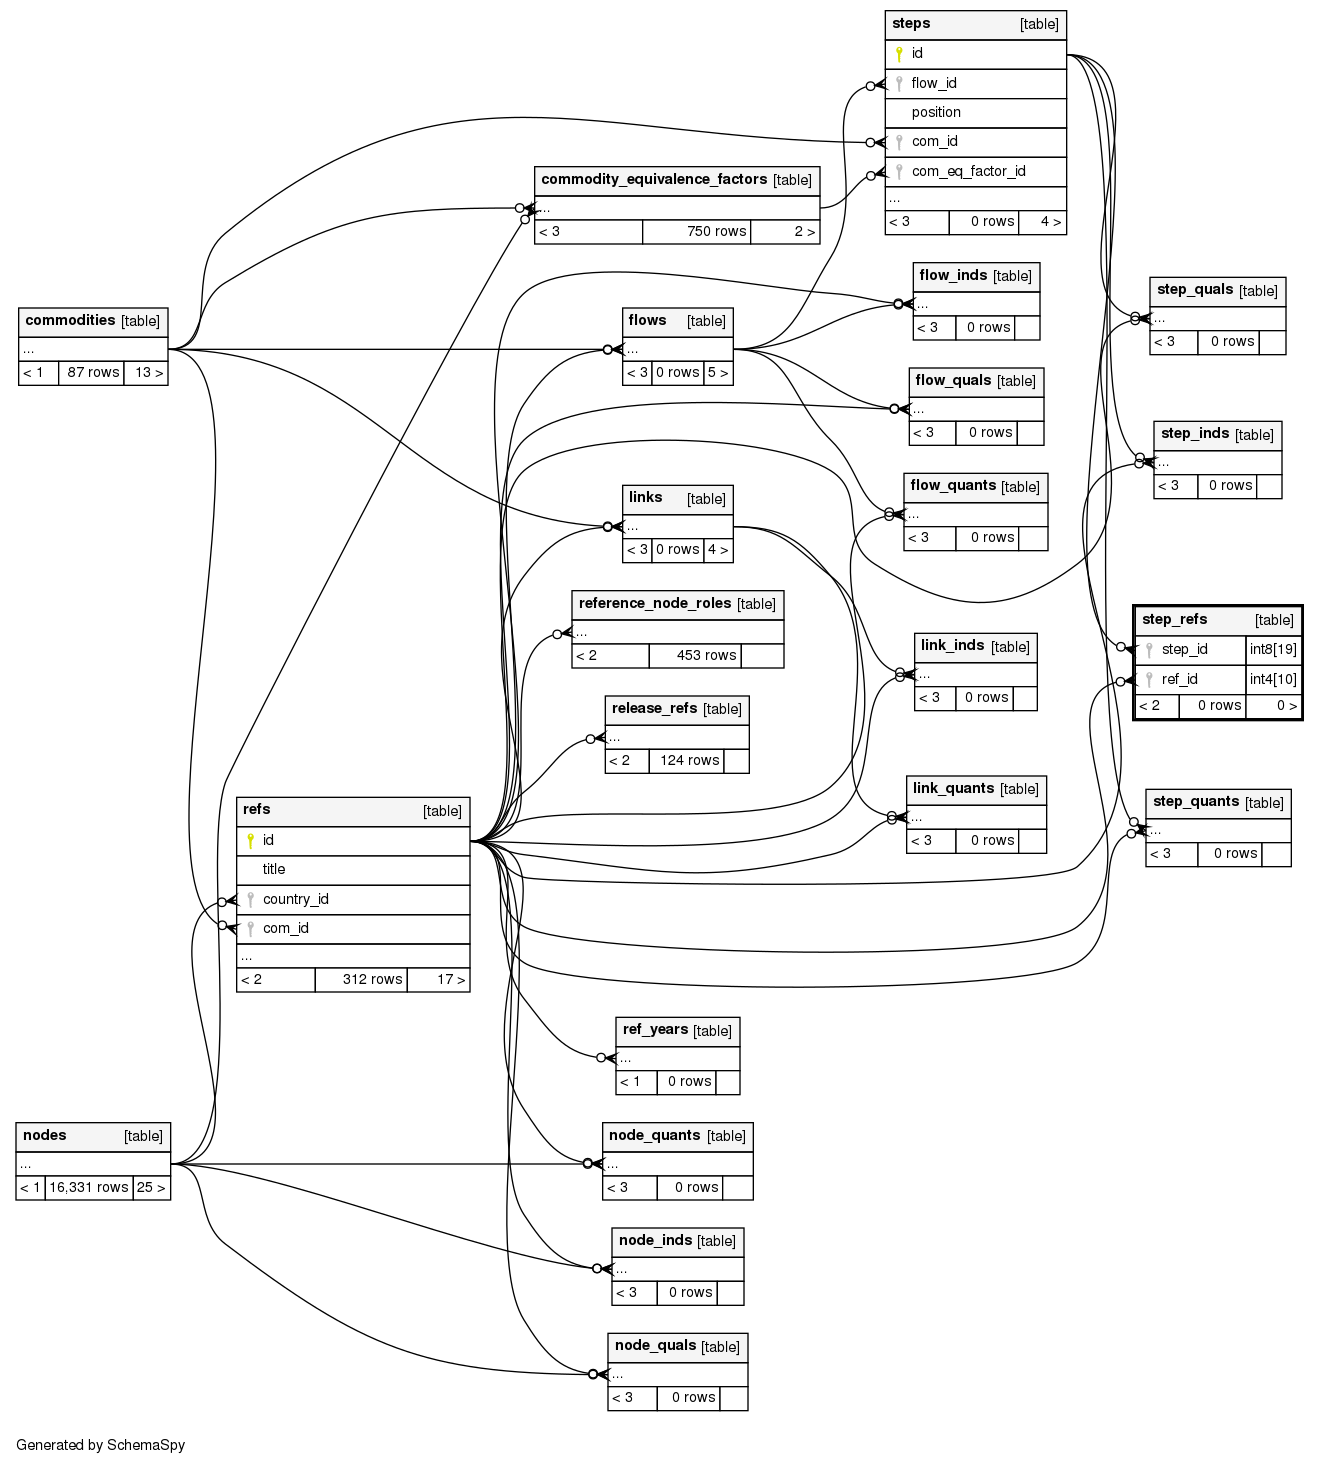 steps [table]
id
flow_id
position
com_id
com_eq_factor_id
...
< 3 0 rows 4 >
commodity_equivalence_factors [table]
...
< 3 750 rows 2 >
flow_inds [table]
...
< 3 0 rows
step_quals [table]
...
< 3 0 rows
commodities [table]
...
< 1 87 rows 13 >
flows [table]
...
< 3 0 rows 5 >
flow_quals [table]
...
< 3 0 rows
step_inds [table]
...
< 3 0 rows
flow_quants [table]
...
< 3 0 rows
links [table]
...
< 3 0 rows 4 >
reference_node_roles [table]
...
< 2 453 rows
step_refs [table]
step_id int8[19]
ref_id int4[10]
< 2 0 rows 0 >
link_inds [table]
...
< 3 0 rows
release_refs [table]
...
< 2 124 rows
link_quants [table]
...
< 3 0 rows
step_quants [table]
...
< 3 0 rows
refs [table]
id
title
country_id
com_id
...
< 2 312 rows 17 >
ref_years [table]
...
< 1 0 rows
nodes [table]
...
< 1 16,331 rows 25 >
node_quants [table]
...
< 3 0 rows
node_inds [table]
...
< 3 0 rows
node_quals [table]
...
< 3 0 rows
Generated by SchemaSpy